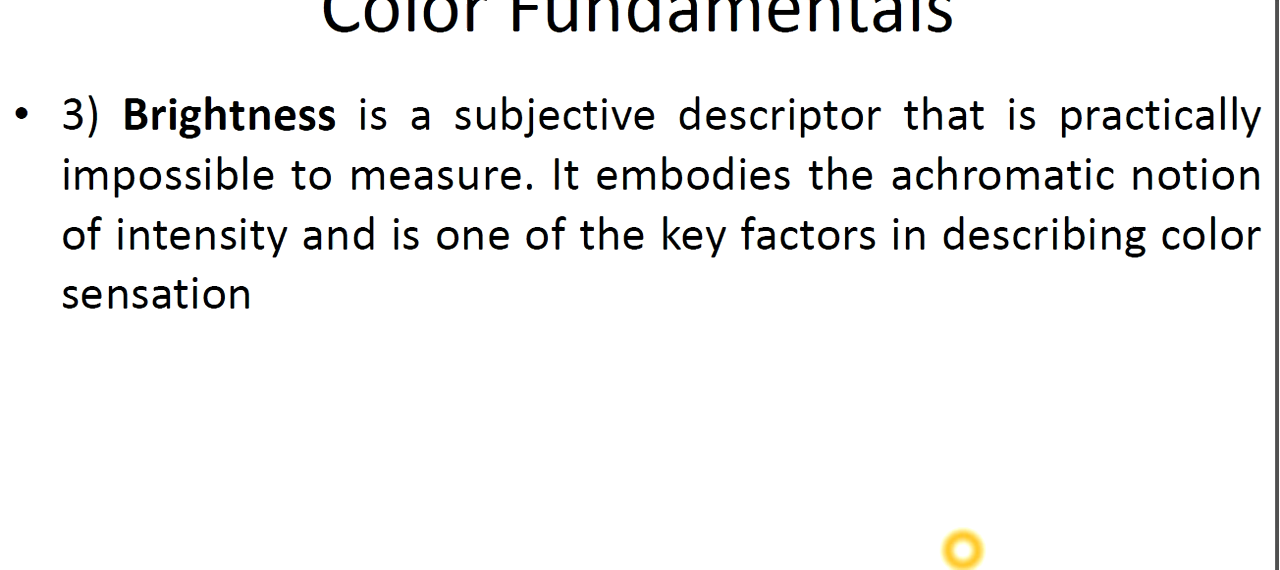 Color Fundamentals
• 3) Brightness is a subjective descriptor that is practically
impossible to measure. It embodies the achromatic notion
of intensity and is one of the key factors in describing color
sensation